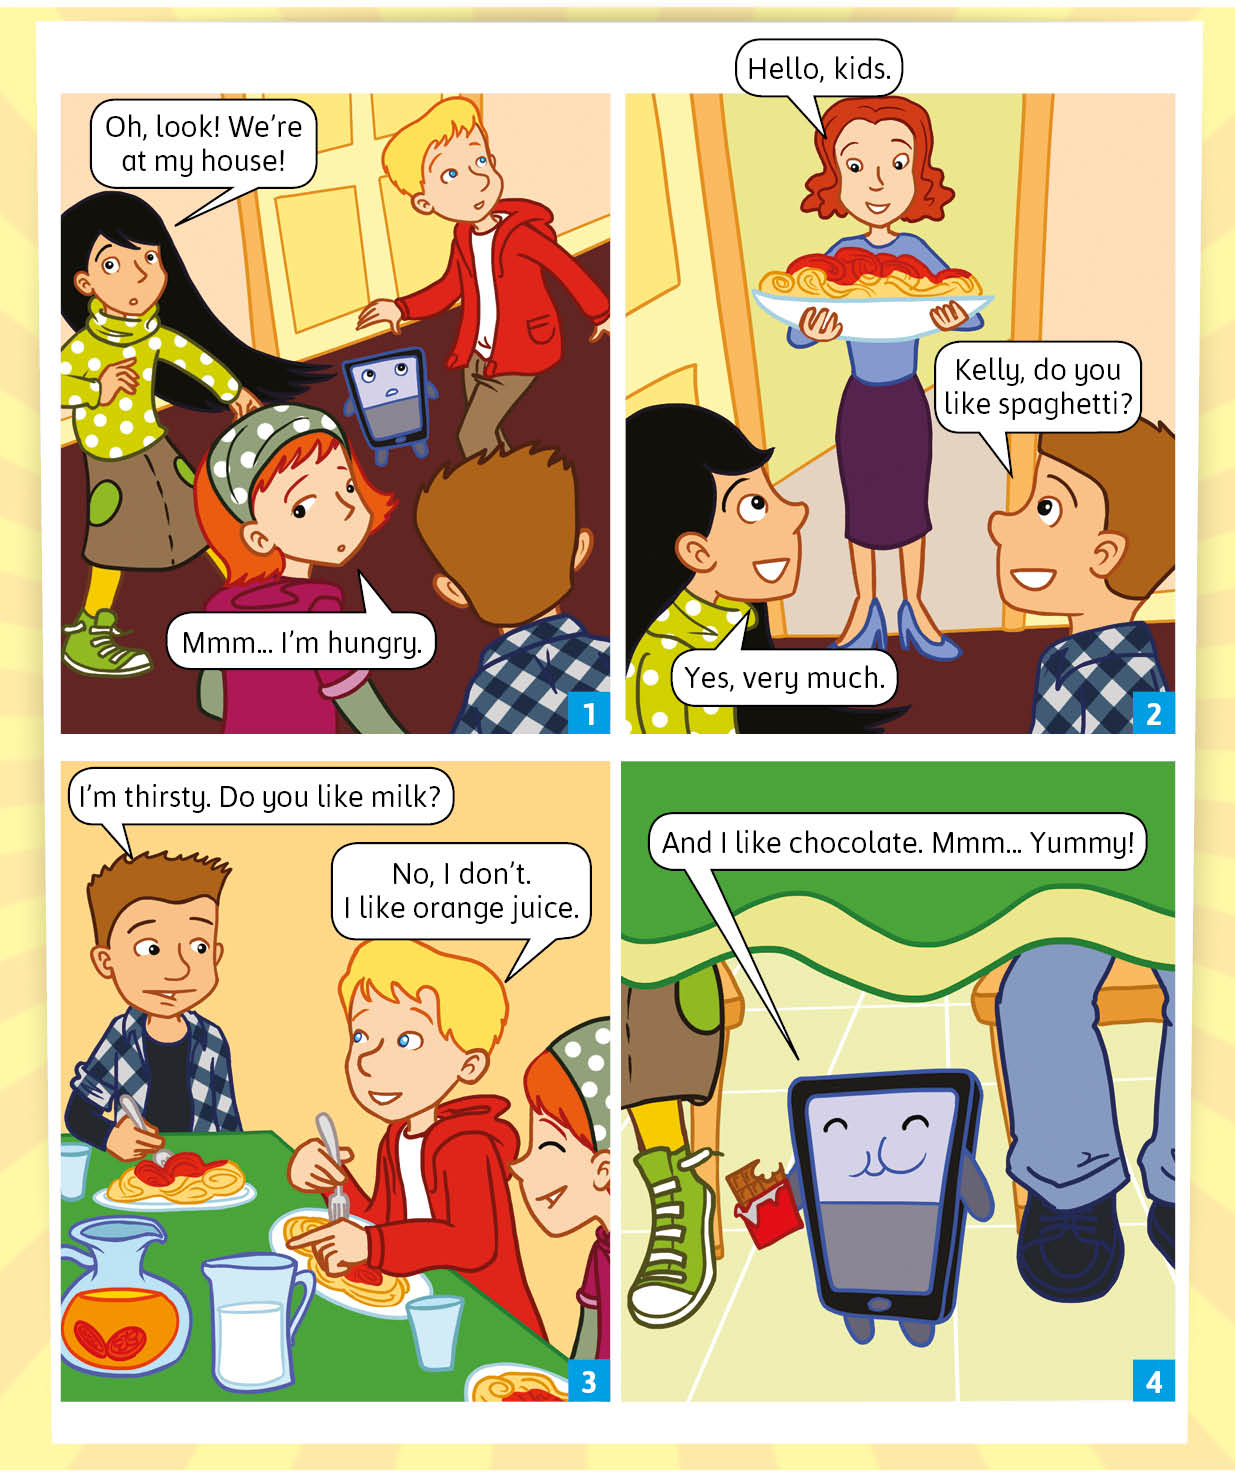 Oh, look! We're
at my house!
Mmm... I'm hungry.
1
Hello, kids.
Kelly, do you
like spaghetti?
Yes, very much.
2
I'm thirsty. Do you like milk?
No, I don't.
I like orange juice.
3
And I like chocolate. Mmm... Yummy!
4